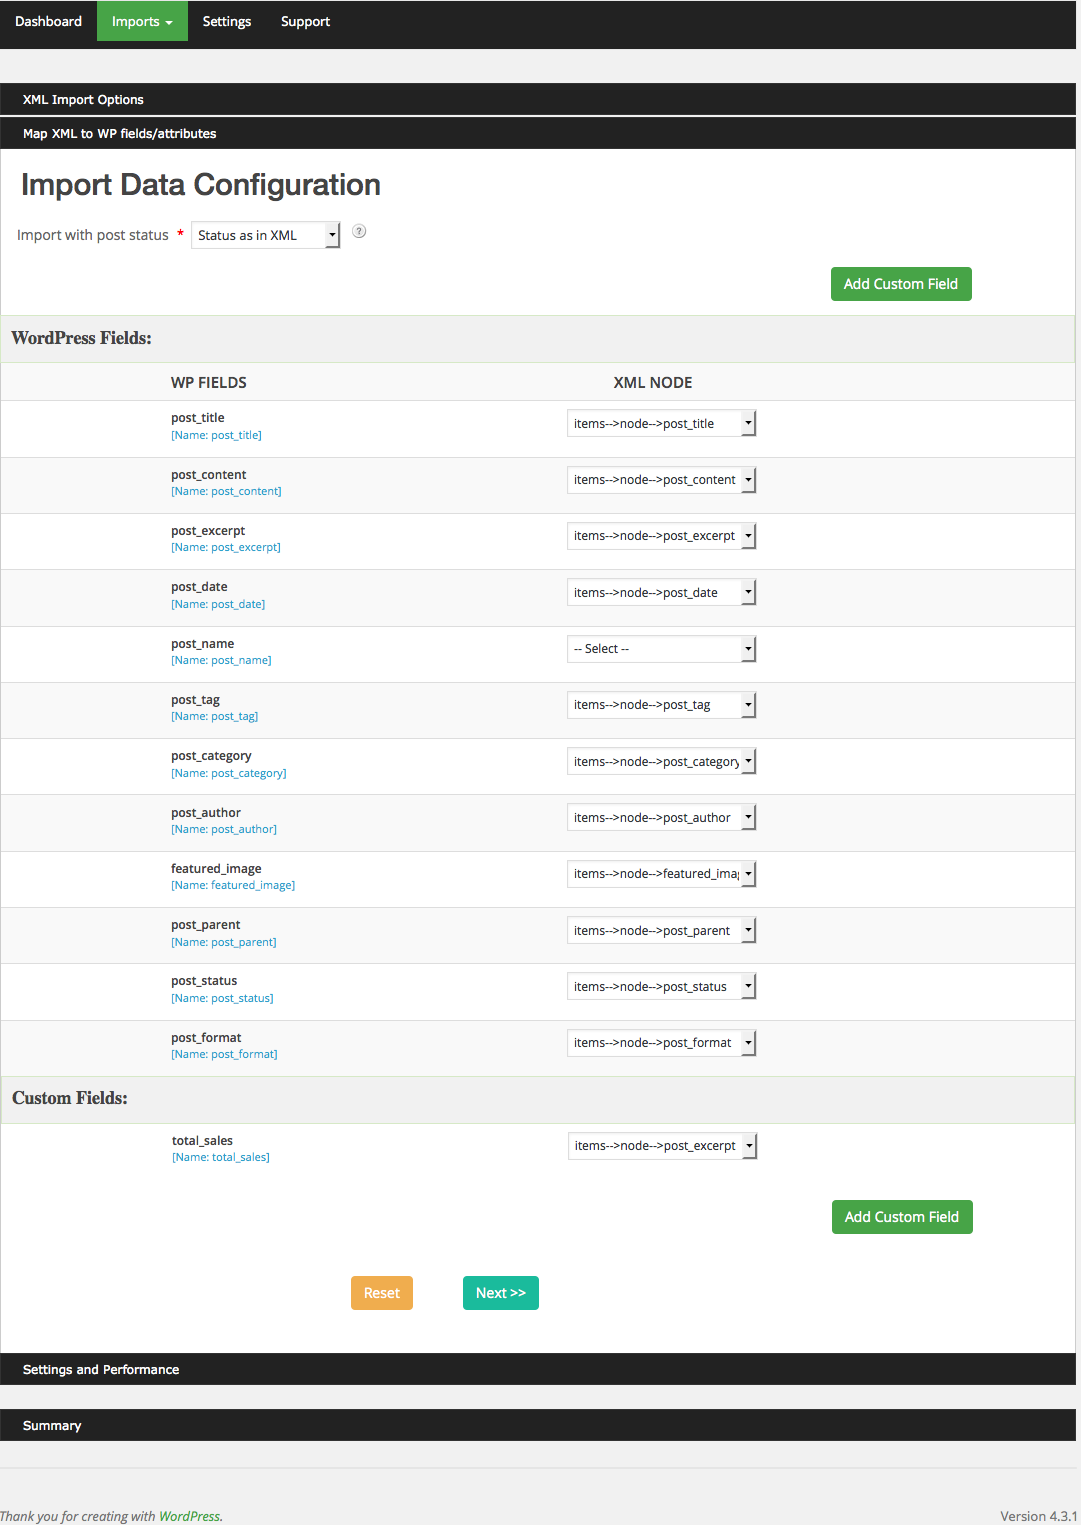 Dashboard Imports Settings Support
XML Import Options
Map XML to WP fields/attributes
Import Data Configuration
Import with post status * Status as in XML ?
Add Custom Field
WordPress Fields:
WP FIELDS XML NODE
post_title items-->node-->post_title
[Name: post_title]
post_content items-->node-->post_content
[Name: post_content]
post_excerpt items-->node-->post_excerpt
[Name: post_excerpt]
post_date items-->node-->post_date
[Name: post_date]
post_name -- Select --
[Name: post_name]
post_tag items-->node-->post_tag
[Name: post_tag]
post_category items-->node-->post_category
[Name: post_category]
post_author items-->node-->post_author
[Name: post_author]
featured_image items-->node-->featured_ima
[Name: featured_image]
post_parent items-->node-->post_parent
[Name: post_parent]
post_status items-->node-->post_status
[Name: post_status]
post_format items-->node-->post_format
[Name: post_format]
Custom Fields:
total_sales items-->node-->post_excerpt
[Name: total_sales]
Add Custom Field
Reset Next >>
Settings and Performance
Summary
Thank you for creating with WordPress. Version 4.3.1